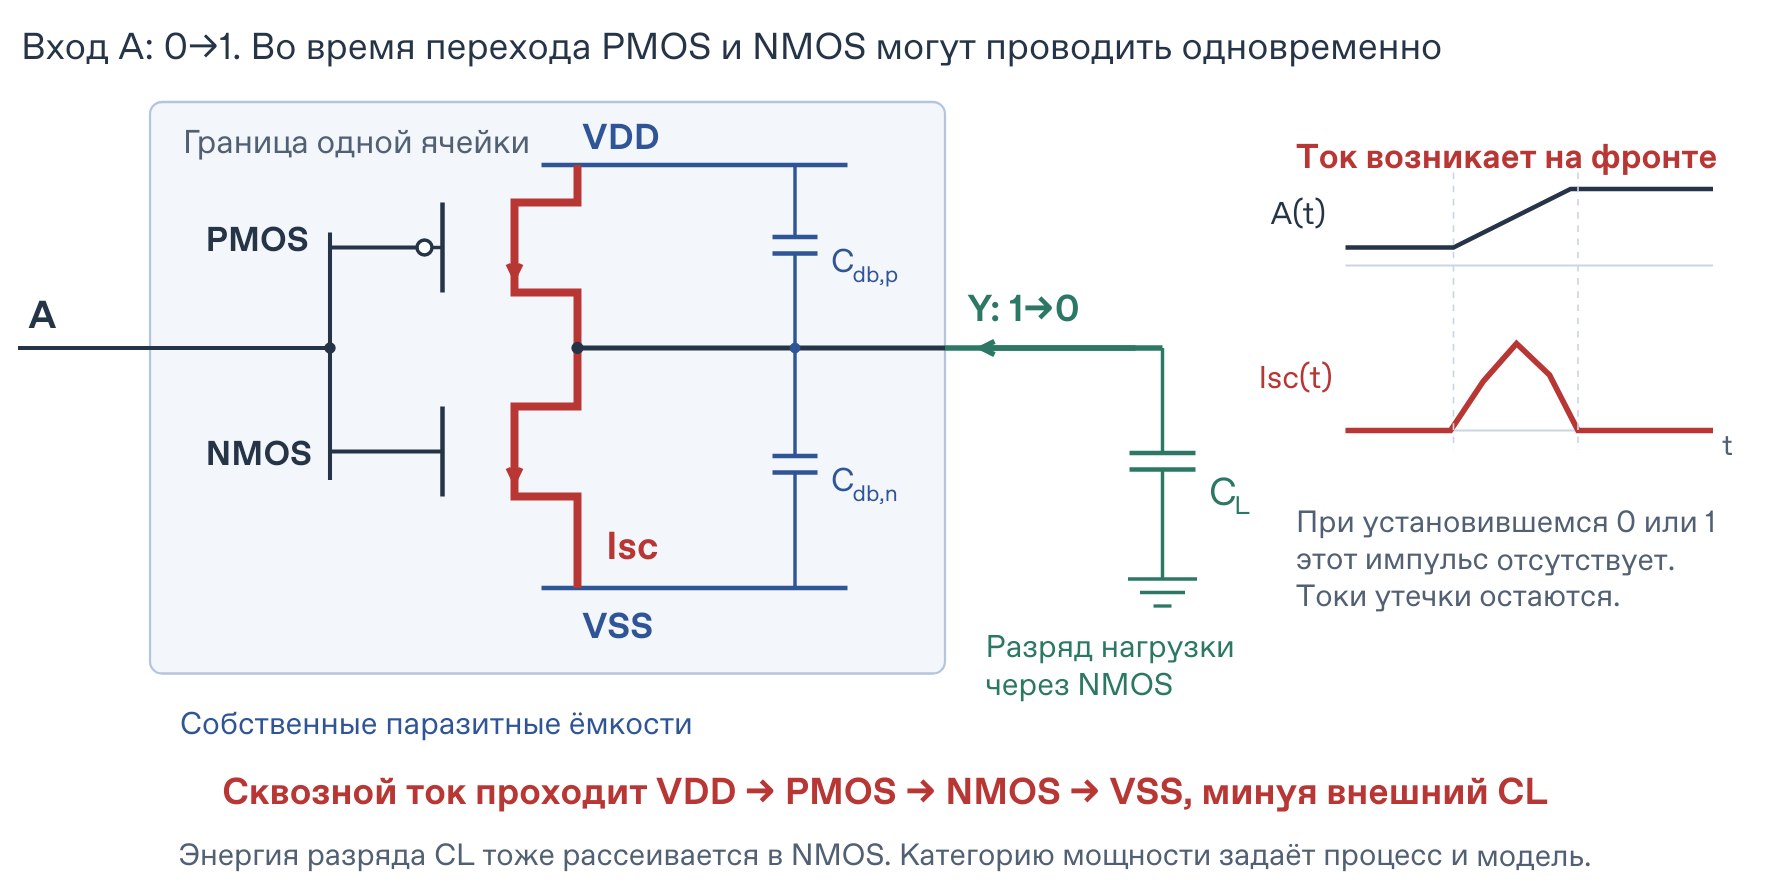 Вход A: 0→1. Во время перехода PMOS и NMOS могут проводить одновременно
Граница одной ячейки
VDD
Ток возникает на фронте
A(t)
PMOS
Cdb,p
A
Y: 1→0
Isc(t)
t
NMOS
Cdb,n
CL
Isc
При установившемся 0 или 1
этот импульс отсутствует.
Токи утечки остаются.
VSS
Разряд нагрузки
через NMOS
Собственные паразитные ёмкости
Сквозной ток проходит VDD → PMOS → NMOS → VSS, минуя внешний CL
Энергия разряда CL тоже рассеивается в NMOS. Категорию мощности задаёт процесс и модель.